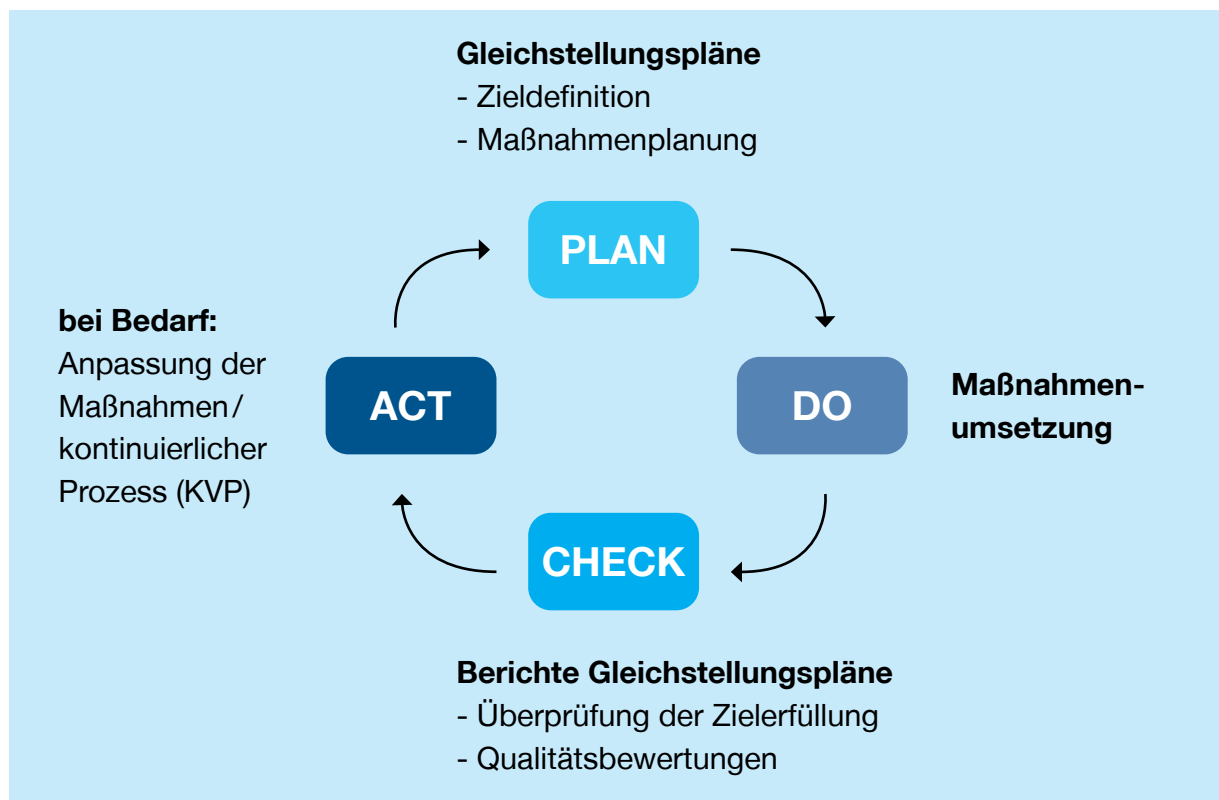 Gleichstellungspläne
- Zieldefinition
- Maßnahmenplanung
PLAN
bei Bedarf:
Anpassung der
Maßnahmen /
kontinuierlicher
Prozess (KVP)
ACT
DO
Maßnahmen-
umsetzung
CHECK
Berichte Gleichstellungspläne
- Überprüfung der Zielerfüllung
- Qualitätsbewertungen